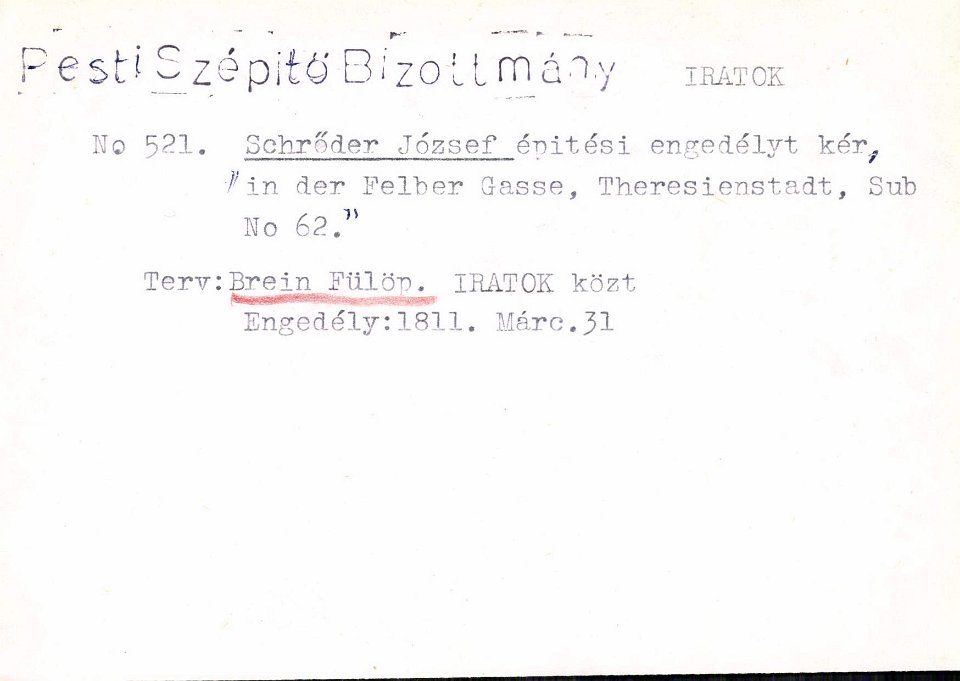 Pesti Szépitő Bizottmány IRATOK
No 521. Schrőder József épitési engedélyt kér,
"in der Felber Gasse, Theresienstadt, Sub
No 62."
Terv:Brein Fülöp. IRATOK közt
Engedély:1811. Márc.31